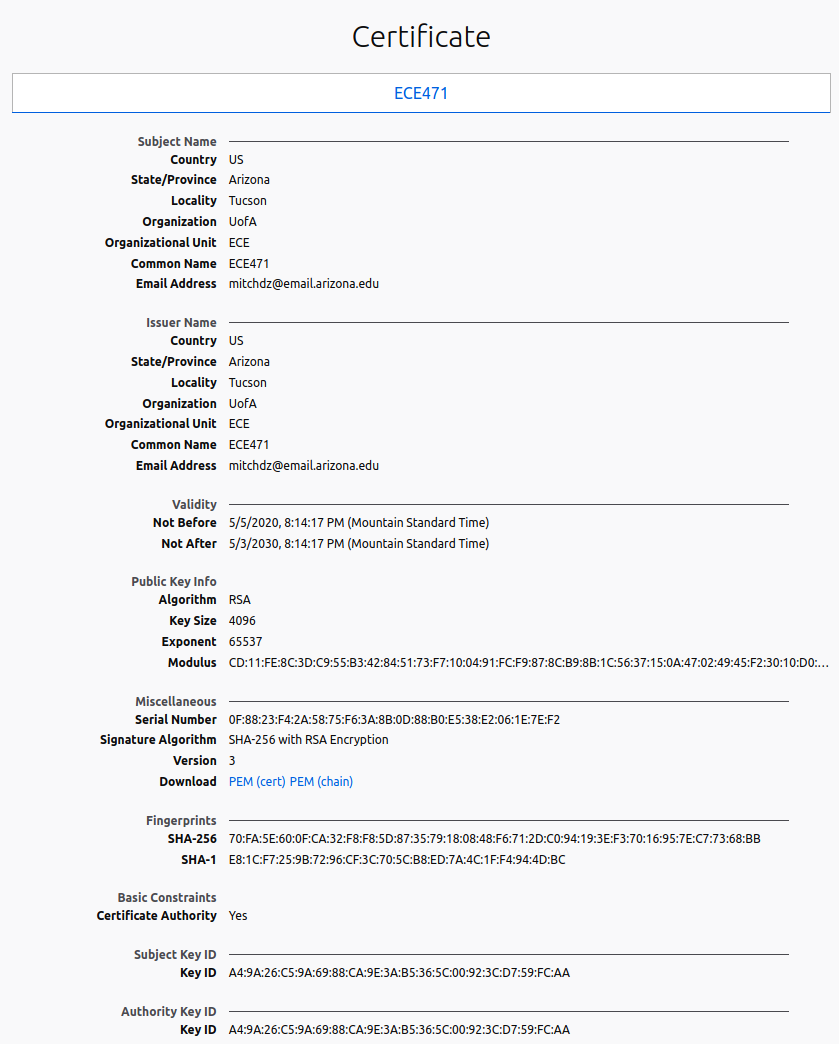 Certificate
ECE471
Subject Name
Country US
State/Province Arizona
Locality Tucson
Organization UofA
Organizational Unit ECE
Common Name ECE471
Email Address mitchdz@email.arizona.edu
Issuer Name
Country US
State/Province Arizona
Locality Tucson
Organization UofA
Organizational Unit ECE
Common Name ECE471
Email Address mitchdz@email.arizona.edu
Validity
Not Before 5/5/2020, 8:14:17 PM (Mountain Standard Time)
Not After 5/3/2030, 8:14:17 PM (Mountain Standard Time)
Public Key Info
Algorithm RSA
Key Size 4096
Exponent 65537
Modulus CD:11:FE:8C:3D:C9:55:B3:42:84:51:73:F7:10:04:91:FC:F9:87:8C:B9:8B:1C:56:37:15:0A:47:02:49:45:F2:30:10:D0:...
Miscellaneous
Serial Number 0F:88:23:F4:2A:58:75:F6:3A:8B:0D:88:B0:E5:38:E2:06:1E:7E:F2
Signature Algorithm SHA-256 with RSA Encryption
Version 3
Download PEM (cert) PEM (chain)
Fingerprints
SHA-256 70:FA:5E:60:0F:CA:32:F8:F8:5D:87:35:79:18:08:48:F6:71:2D:C0:94:19:3E:F3:70:16:95:7E:C7:73:68:BB
SHA-1 E8:1C:F7:25:9B:72:96:CF:3C:70:5C:B8:ED:7A:4C:1F:F4:94:4D:BC
Basic Constraints
Certificate Authority Yes
Subject Key ID
Key ID A4:9A:26:C5:9A:69:88:CA:9E:3A:B5:36:5C:00:92:3C:D7:59:FC:AA
Authority Key ID
Key ID A4:9A:26:C5:9A:69:88:CA:9E:3A:B5:36:5C:00:92:3C:D7:59:FC:AA